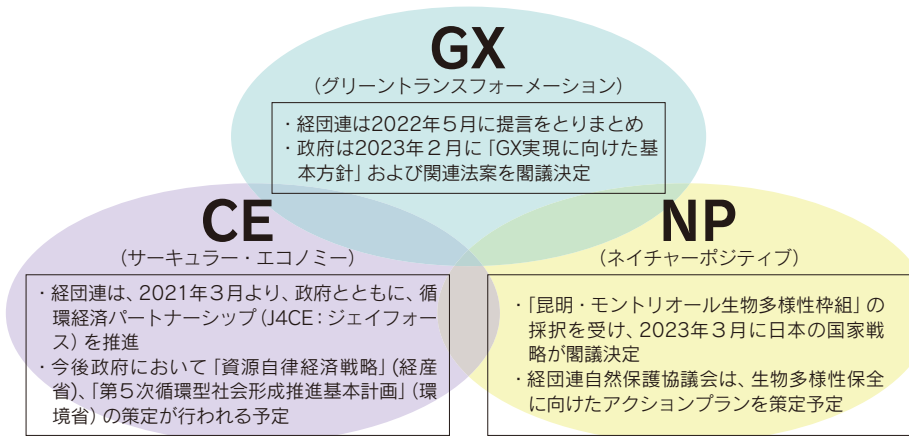 GX
（グリーントランスフォーメーション）
・経団連は2022年５月に提言をとりまとめ
・政府は2023年２月に「GX実現に向けた基
本方針」および関連法案を閣議決定
CE
（サーキュラー・エコノミー）
・経団連は、2021年３月より、政府とともに、循
環経済パートナーシップ（J4CE：ジェイフォー
ス）を推進
・今後政府において「資源自律経済戦略」（経産
省）、「第５次循環型社会形成推進基本計画」（環
境省）の策定が行われる予定
NP
（ネイチャーポジティブ）
・「昆明・モントリオール生物多様性枠組」の
採択を受け、2023年３月に日本の国家戦
略が閣議決定
・経団連自然保護協議会は、生物多様性保全
に向けたアクションプランを策定予定